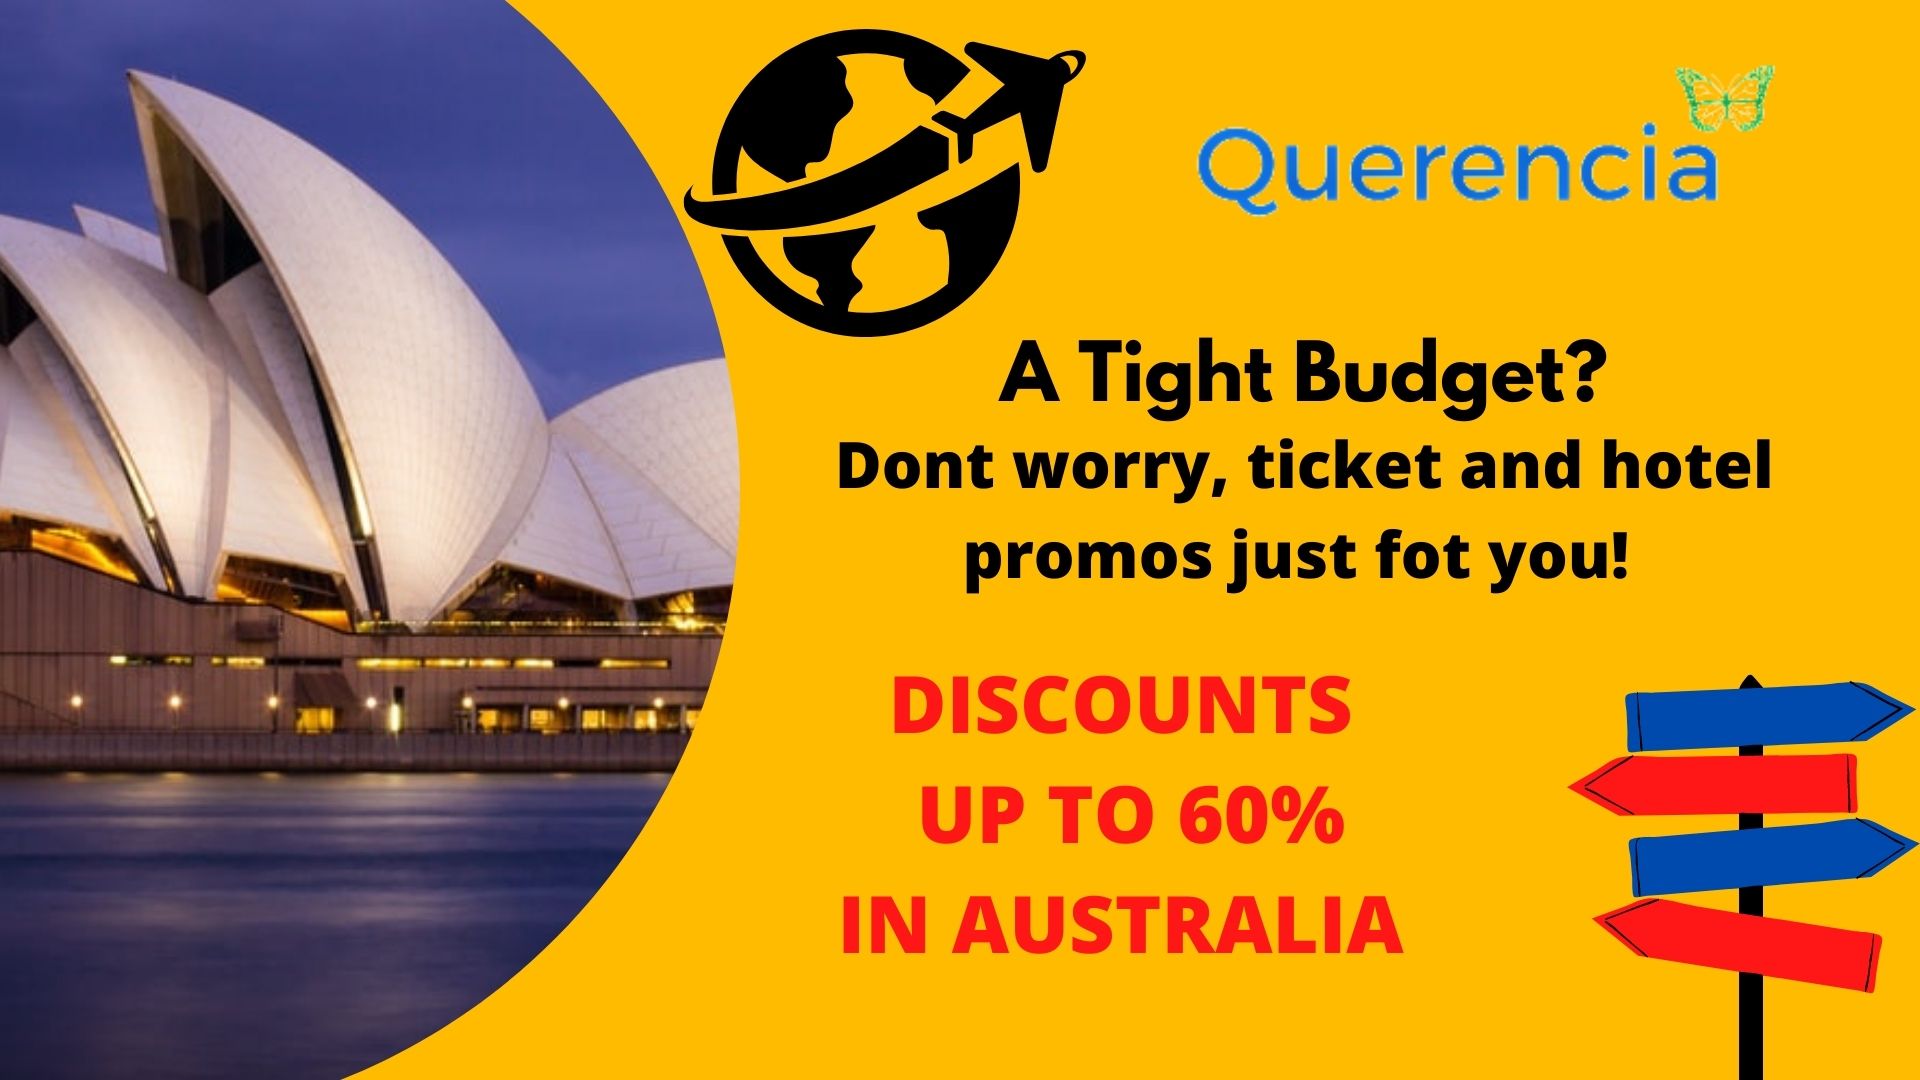 Querencia
A Tight Budget?
Dont worry, ticket and hotel
promos just fot you!
DISCOUNTS
UP TO 60%
IN AUSTRALIA